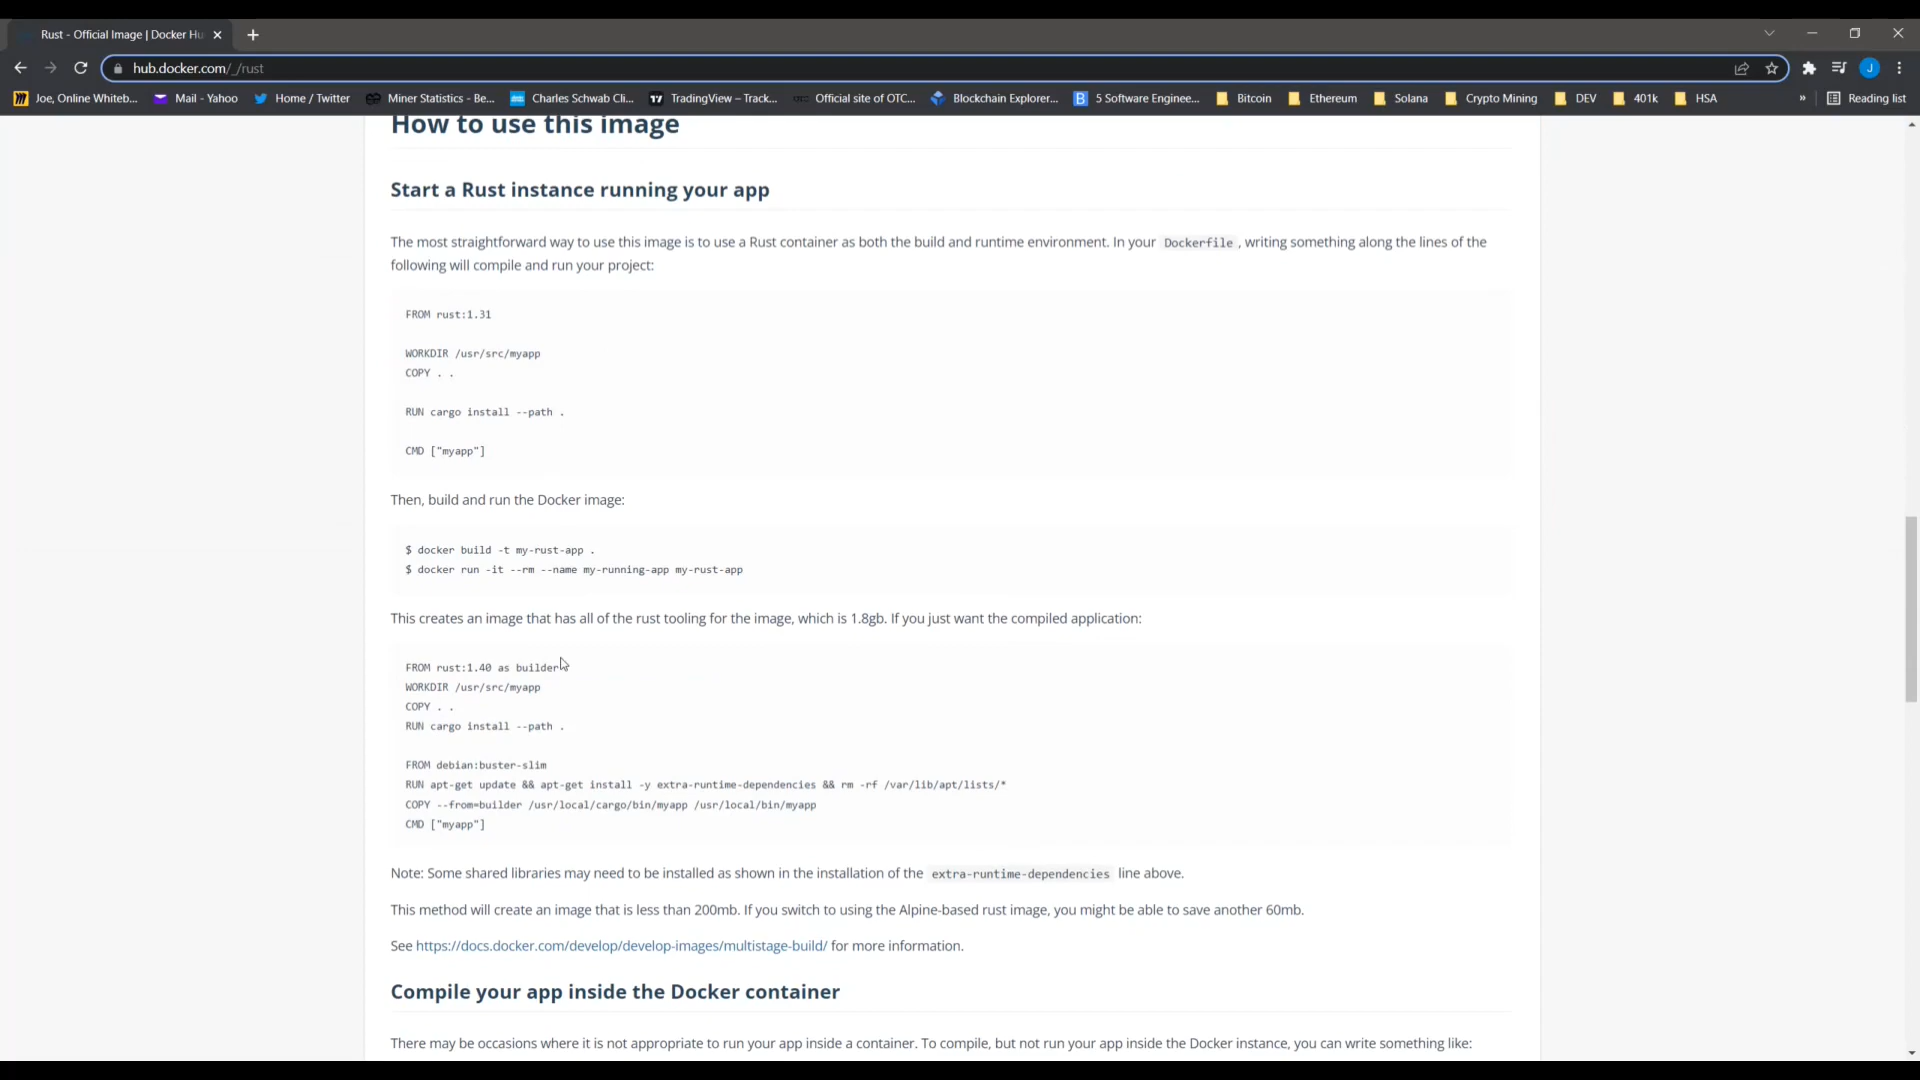 Rust - Official Image | Docker Hu
hub.docker.com/_/rust
J
Joe, Online Whiteb...
Mail - Yahoo
Home / Twitter
Miner Statistics - Be...
Charles Schwab Cli...
TradingView – Track...
Official site of OTC...
Blockchain Explorer...
5 Software Enginee...
Bitcoin
Ethereum
Solana
Crypto Mining
DEV
401k
HSA
»
Reading list
How to use this image
Start a Rust instance running your app
The most straightforward way to use this image is to use a Rust container as both the build and runtime environment. In your Dockerfile, writing something along the lines of the
following will compile and run your project:
FROM rust:1.31
WORKDIR /usr/src/myapp
COPY . .
RUN cargo install --path .
CMD ["myapp"]
Then, build and run the Docker image:
$ docker build -t my-rust-app .
$ docker run -it --rm --name my-running-app my-rust-app
This creates an image that has all of the rust tooling for the image, which is 1.8gb. If you just want the compiled application:
FROM rust:1.40 as builder
WORKDIR /usr/src/myapp
COPY . .
RUN cargo install --path .
FROM debian:buster-slim
RUN apt-get update && apt-get install -y extra-runtime-dependencies && rm -rf /var/lib/apt/lists/*
COPY --from=builder /usr/local/cargo/bin/myapp /usr/local/bin/myapp
CMD ["myapp"]
Note: Some shared libraries may need to be installed as shown in the installation of the extra-runtime-dependencies line above.
This method will create an image that is less than 200mb. If you switch to using the Alpine-based rust image, you might be able to save another 60mb.
See https://docs.docker.com/develop/develop-images/multistage-build/ for more information.
Compile your app inside the Docker container
There may be occasions where it is not appropriate to run your app inside a container. To compile, but not run your app inside the Docker instance, you can write something like: